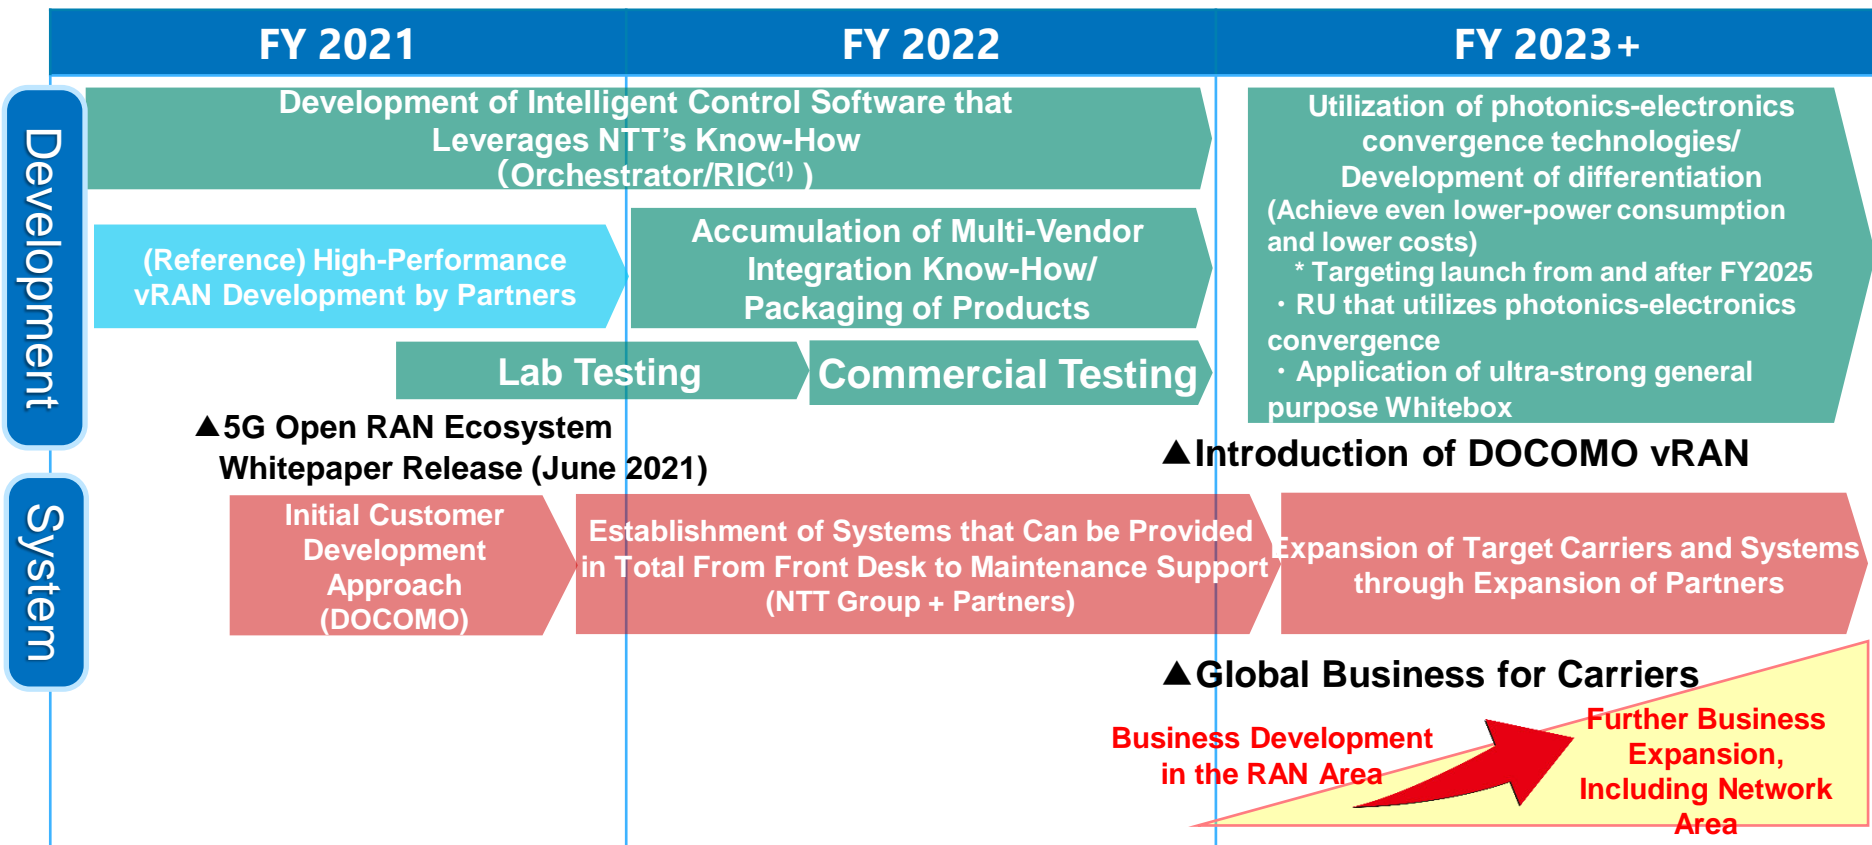 FY 2021
FY 2022
FY 2023+
Development
Development of Intelligent Control Software that
Leverages NTT’s Know-How
（Orchestrator/RIC(1) )
Utilization of photonics-electronics
convergence technologies/
Development of differentiation
(Achieve even lower-power consumption
and lower costs)
* Targeting launch from and after FY2025
・RU that utilizes photonics-electronics
convergence
・Application of ultra-strong general
purpose Whitebox
(Reference) High-Performance
vRAN Development by Partners
Accumulation of Multi-Vendor
Integration Know-How/
Packaging of Products
Lab Testing
Commercial Testing
▲5G Open RAN Ecosystem
Whitepaper Release (June 2021)
▲Introduction of DOCOMO vRAN
System
Initial Customer
Development
Approach
(DOCOMO)
Establishment of Systems that Can be Provided
in Total From Front Desk to Maintenance Support
(NTT Group + Partners)
Expansion of Target Carriers and Systems
through Expansion of Partners
▲Global Business for Carriers
Business Development
in the RAN Area
Further Business
Expansion,
Including Network
Area